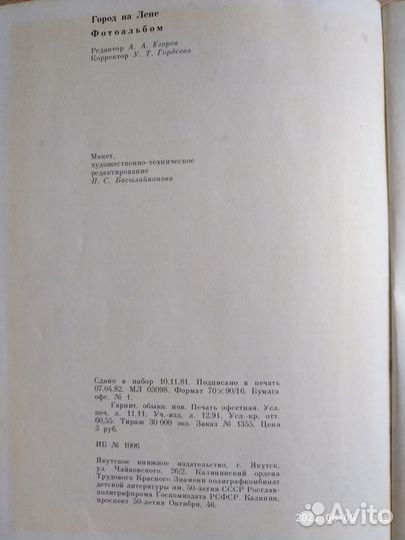 Город на Лене
Фотоальбом
Редактор А. А. Егоров
Корректор У. Т. Гордеева
Макет,
художественно-техническое
редактирование
П. С. Басылайканова
Сдано в набор 10.11.81. Подписано в печать
07.04.82. МЛ 03098. Формат 70×90/16. Бумага
офс. № 1.
Гарнит. обыкн. нов. Печать офсетная. Усл.
печ. л. 11,11. Уч.-изд. л. 12,91. Усл.-кр. отт.
60,55. Тираж 30 000 экз. Заказ № 1355. Цена
3 руб.
ИБ № 1006
Якутское книжное издательство, г. Якутск,
ул. Чайковского, 26/2. Калининский ордена
Трудового Красного Знамени полиграфкомбинат
детской литературы им. 50-летия СССР Росглав-
полиграфпрома Госкомиздата РСФСР. Калинин,
проспект 50-летия Октября, 46.
Avito